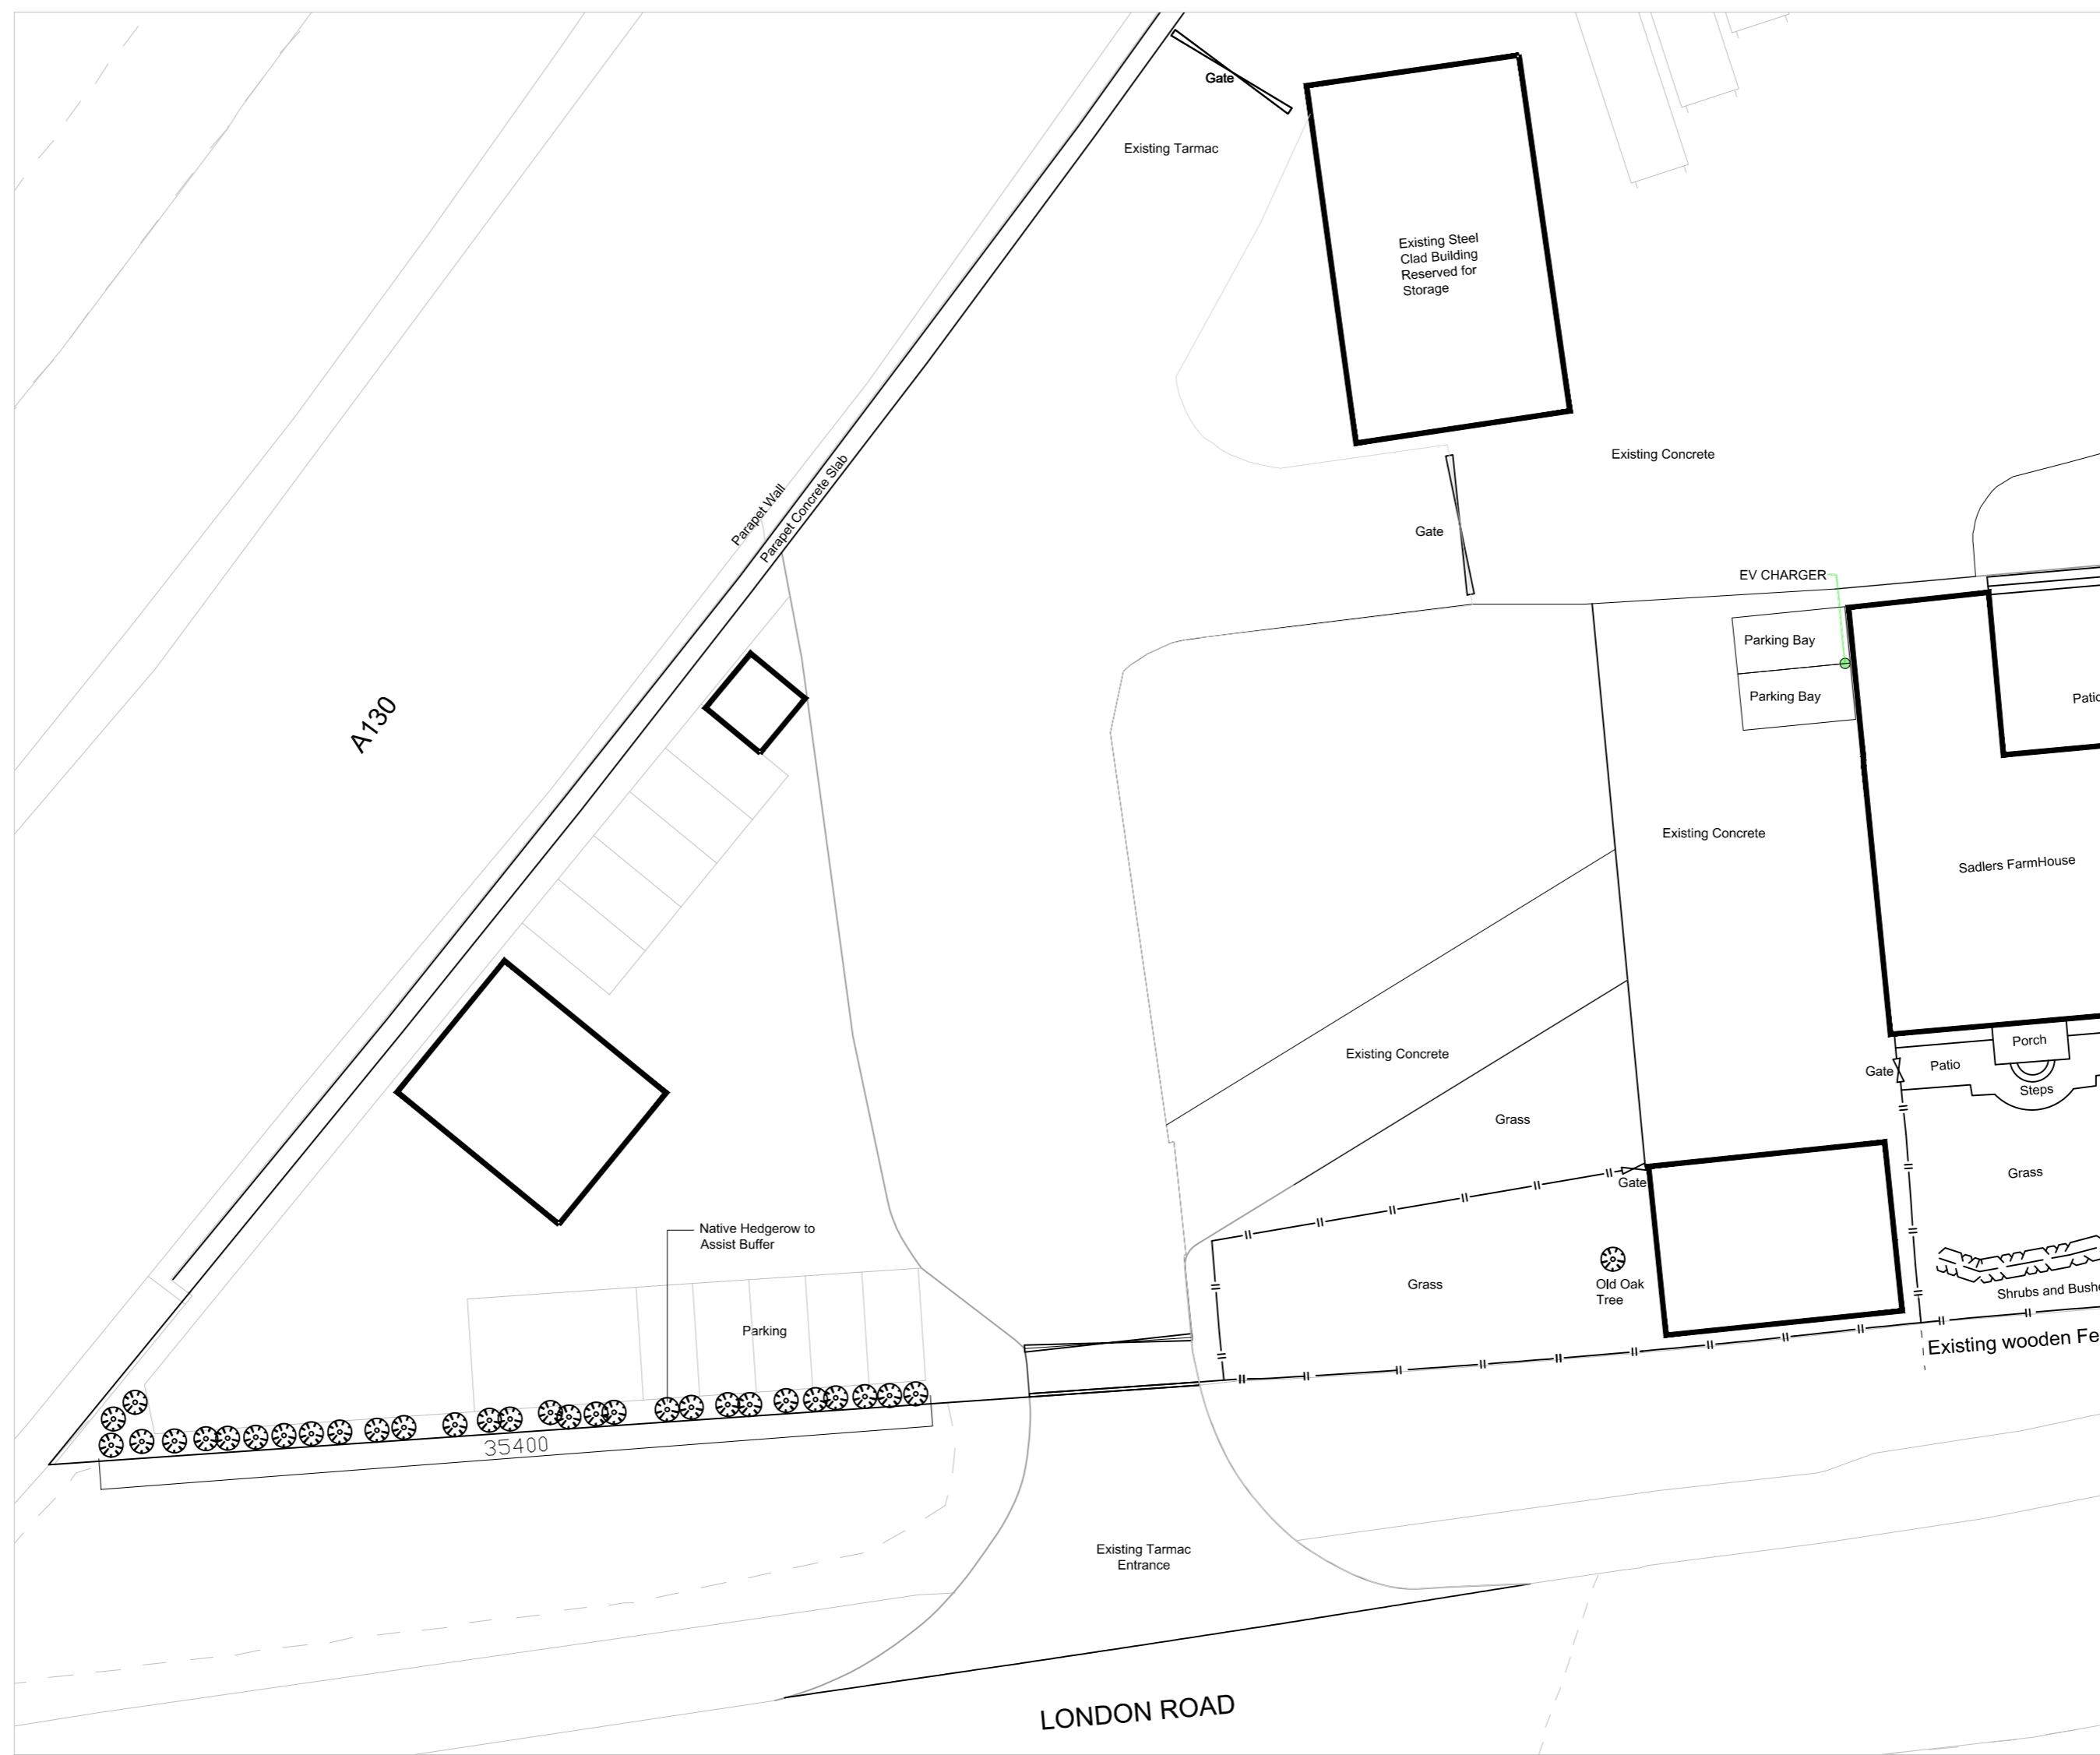 Gate
Existing Tarmac
Existing Steel
Clad Building
Reserved for
Storage
Existing Concrete
Parapet Wall
Parapet Concrete Slab
Gate
EV CHARGER
Parking Bay
Parking Bay
Patio
A130
Existing Concrete
Sadlers FarmHouse
Existing Concrete
Porch
Gate
Patio
Steps
Grass
Grass
Gate
Native Hedgerow to
Assist Buffer
Grass
Old Oak
Tree
Shrubs and Bushe
Parking
Existing wooden Fe
35400
Existing Tarmac
Entrance
LONDON ROAD